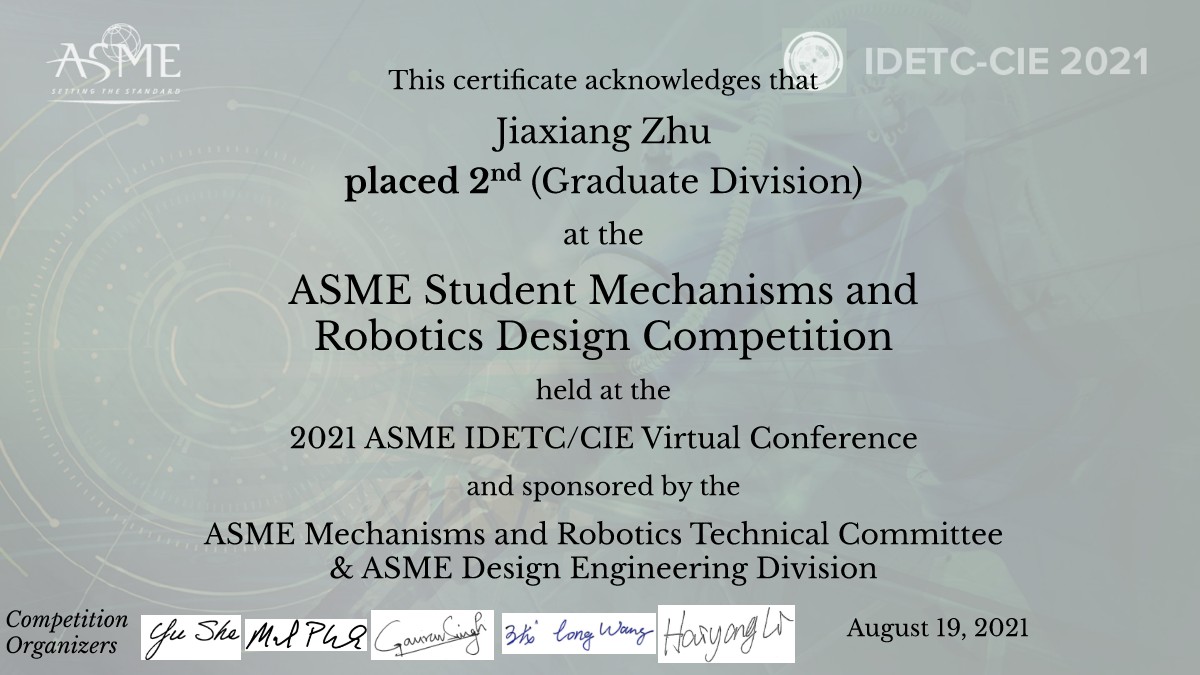 ASME
SETTING THE STANDARD
IDETC-CIE 2021
This certificate acknowledges that
Jiaxiang Zhu
placed 2nd (Graduate Division)
at the
ASME Student Mechanisms and
Robotics Design Competition
held at the
2021 ASME IDETC/CIE Virtual Conference
and sponsored by the
ASME Mechanisms and Robotics Technical Committee
& ASME Design Engineering Division
Competition
Organizers
Yu She
Gaurav Singh
Long Wang
Haiyang Li
August 19, 2021